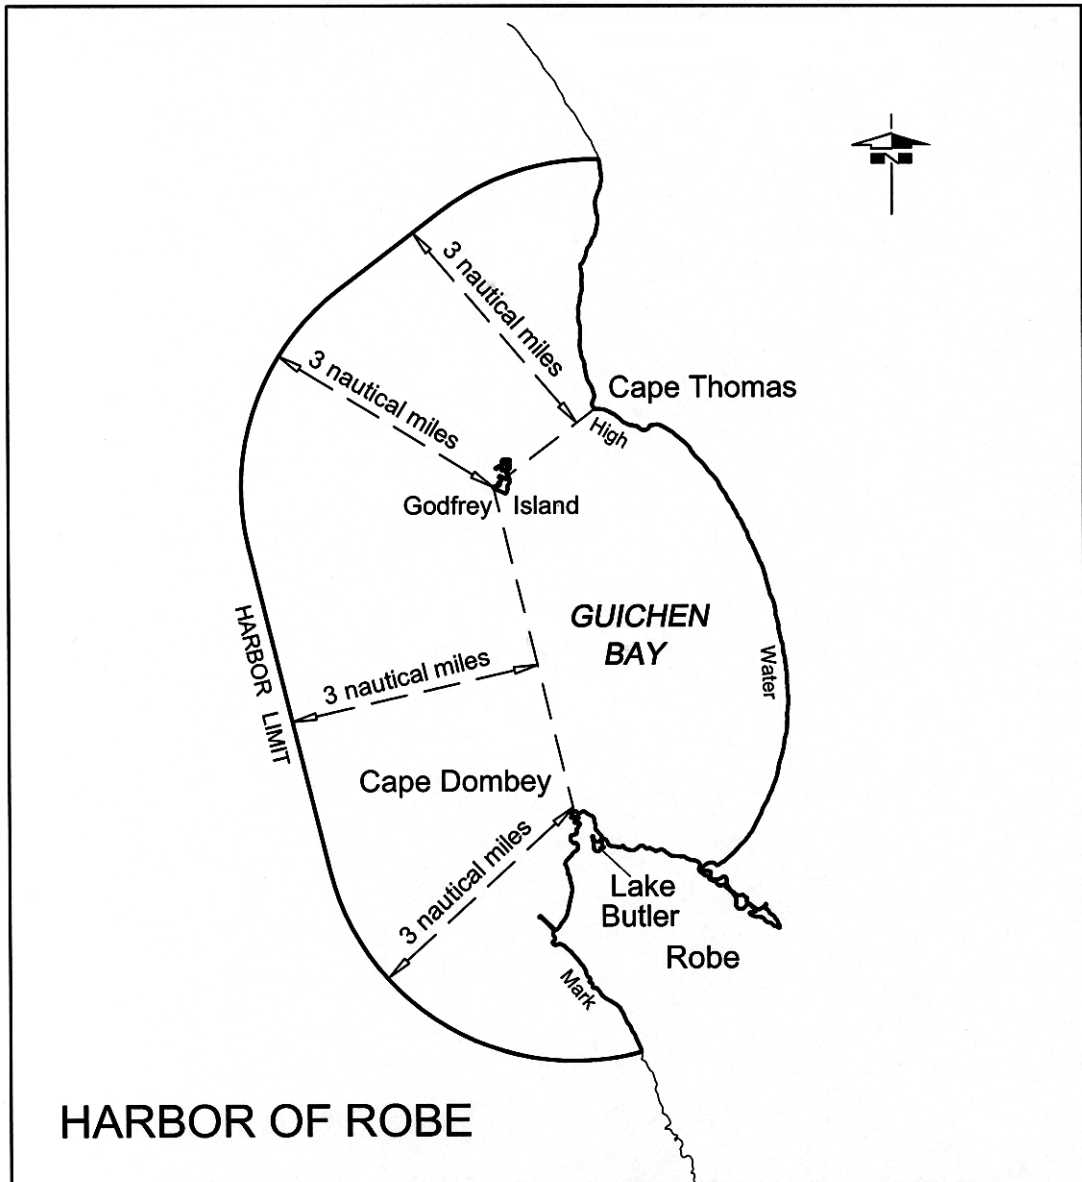 N
3 nautical miles
3 nautical miles
Cape Thomas
High
Godfrey Island
GUICHEN
BAY
HARBOR LIMIT
Water
3 nautical miles
Cape Dombey
3 nautical miles
Lake
Butler
Robe
Mark
HARBOR OF ROBE